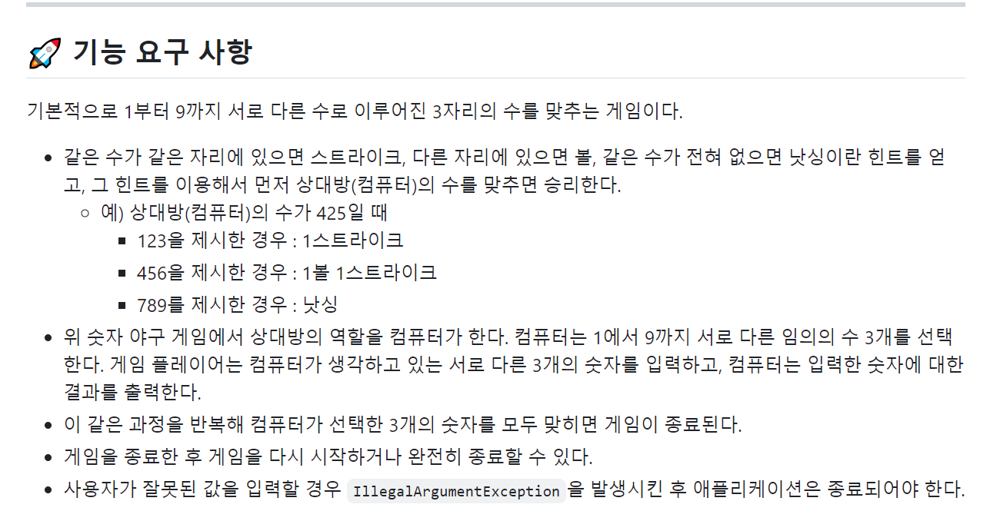 🚀 기능 요구 사항
기본적으로 1부터 9까지 서로 다른 수로 이루어진 3자리의 수를 맞추는 게임이다.
• 같은 수가 같은 자리에 있으면 스트라이크, 다른 자리에 있으면 볼, 같은 수가 전혀 없으면 낫싱이란 힌트를 얻
고, 그 힌트를 이용해서 먼저 상대방(컴퓨터)의 수를 맞추면 승리한다.
○ 예) 상대방(컴퓨터)의 수가 425일 때
■ 123을 제시한 경우 : 1스트라이크
■ 456을 제시한 경우 : 1볼 1스트라이크
■ 789를 제시한 경우 : 낫싱
• 위 숫자 야구 게임에서 상대방의 역할을 컴퓨터가 한다. 컴퓨터는 1에서 9까지 서로 다른 임의의 수 3개를 선택
한다. 게임 플레이어는 컴퓨터가 생각하고 있는 서로 다른 3개의 숫자를 입력하고, 컴퓨터는 입력한 숫자에 대한
결과를 출력한다.
• 이 같은 과정을 반복해 컴퓨터가 선택한 3개의 숫자를 모두 맞히면 게임이 종료된다.
• 게임을 종료한 후 게임을 다시 시작하거나 완전히 종료할 수 있다.
• 사용자가 잘못된 값을 입력할 경우 IllegalArgumentException 을 발생시킨 후 애플리케이션은 종료되어야 한다.